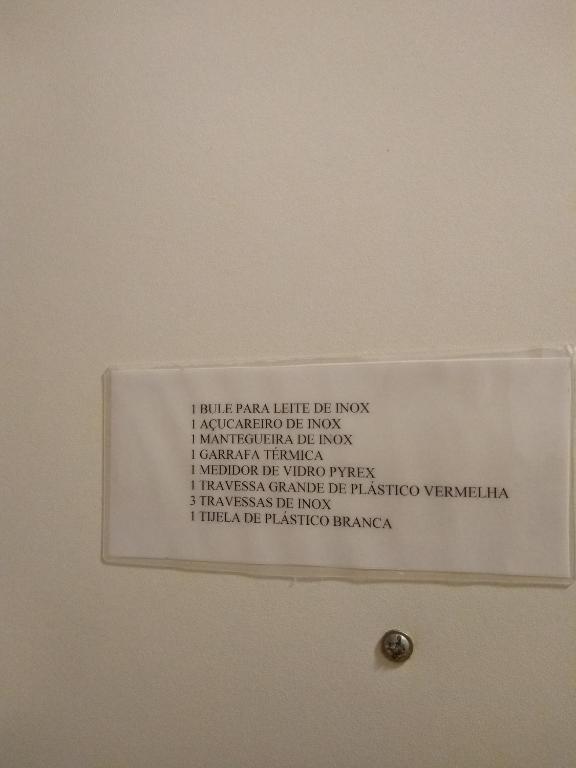 1 BULE PARA LEITE DE INOX
1 AÇUCAREIRO DE INOX
1 MANTEGUEIRA DE INOX
1 GARRAFA TÉRMICA
1 MEDIDOR DE VIDRO PYREX
1 TRAVESSA GRANDE DE PLÁSTICO VERMELHA
3 TRAVESSAS DE INOX
1 TIJELA DE PLÁSTICO BRANCA